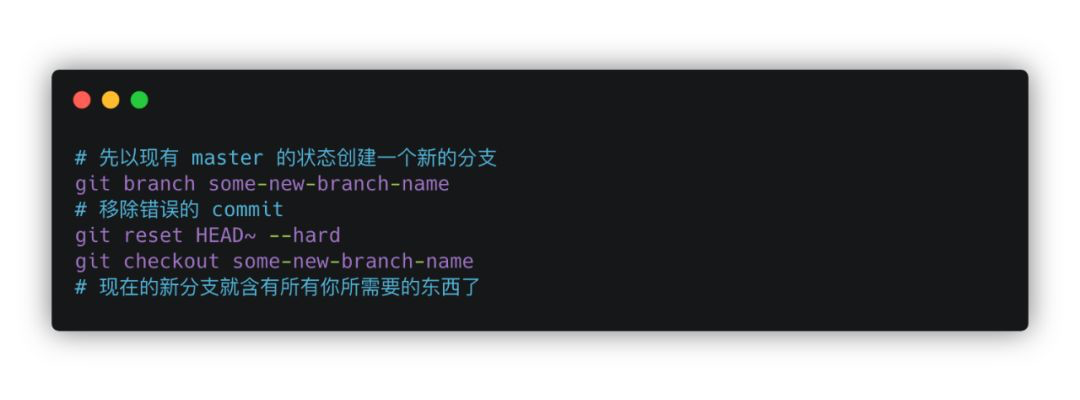 # 先以现有 master 的状态创建一个新的分支
git branch some-new-branch-name
# 移除错误的 commit
git reset HEAD~ --hard
git checkout some-new-branch-name
# 现在的新分支就含有所有你所需要的东西了